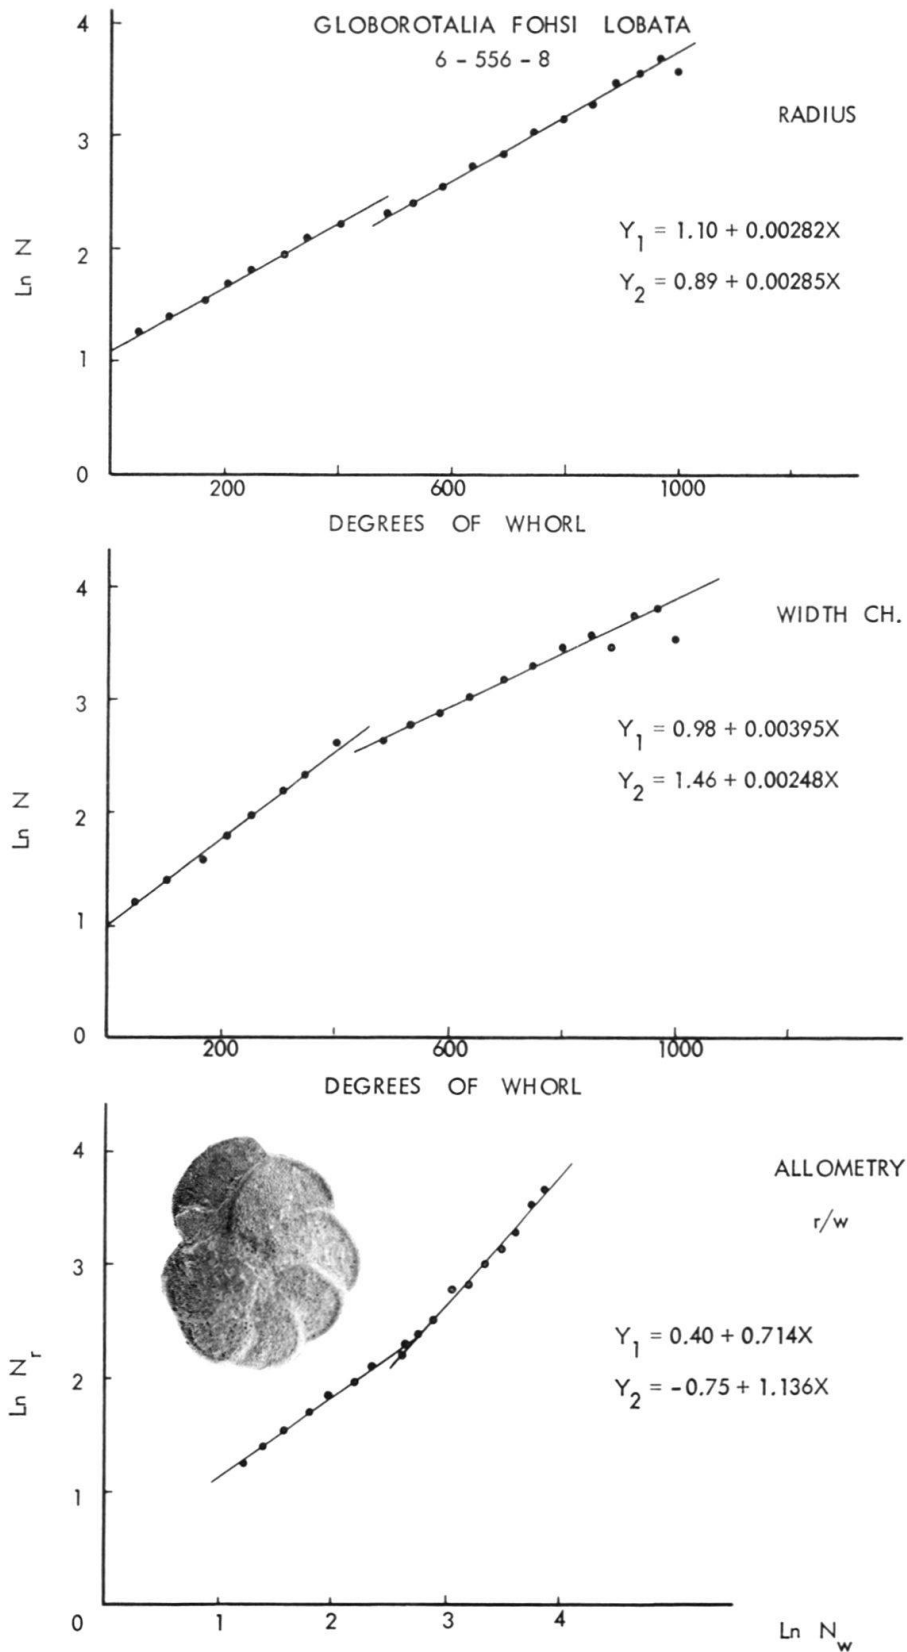 GLOBOROTALIA FOHSI LOBATA
6 - 556 - 8
RADIUS
Y1 = 1.10 + 0.00282X
Y2 = 0.89 + 0.00285X
Ln N
4
3
2
1
0
200 600 1000
DEGREES OF WHORL
WIDTH CH.
Y1 = 0.98 + 0.00395X
Y2 = 1.46 + 0.00248X
Ln N
4
3
2
1
0
200 600 1000
DEGREES OF WHORL
ALLOMETRY
r/w
Y1 = 0.40 + 0.714X
Y2 = -0.75 + 1.136X
Ln Nr
4
3
2
1
0 1 2 3 4
Ln Nw